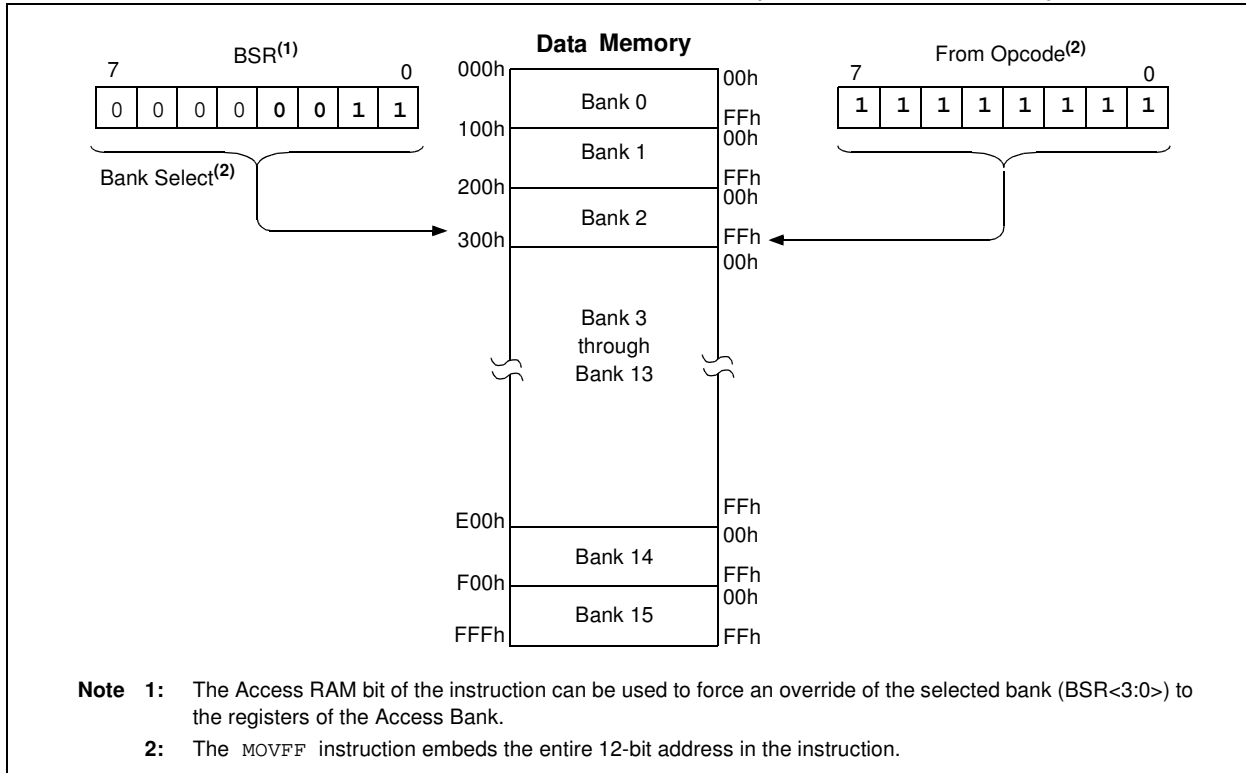 BSR(1)
7 0
0 0 0 0 0 0 1 1
Bank Select(2)
Data Memory
000h
100h
200h
300h
E00h
F00h
FFFh
Bank 0
Bank 1
Bank 2
Bank 3
through
Bank 13
Bank 14
Bank 15
00h
FFh
00h
FFh
00h
FFh
00h
FFh
00h
FFh
00h
FFh
From Opcode(2)
7 0
1 1 1 1 1 1 1 1
Note 1: The Access RAM bit of the instruction can be used to force an override of the selected bank (BSR<3:0>) to
the registers of the Access Bank.
2: The MOVFF instruction embeds the entire 12-bit address in the instruction.